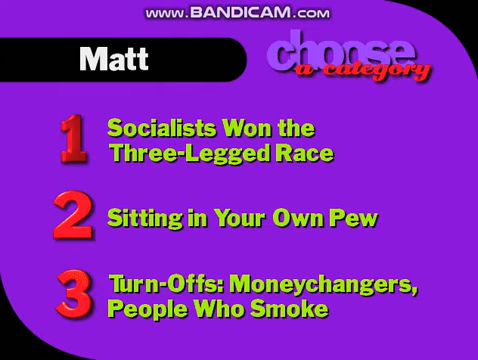 WWW.BANDICAM.COM
Matt
choose
a category
1 Socialists Won the
Three-Legged Race
2 Sitting in Your Own Pew
3 Turn-Offs: Moneychangers,
People Who Smoke